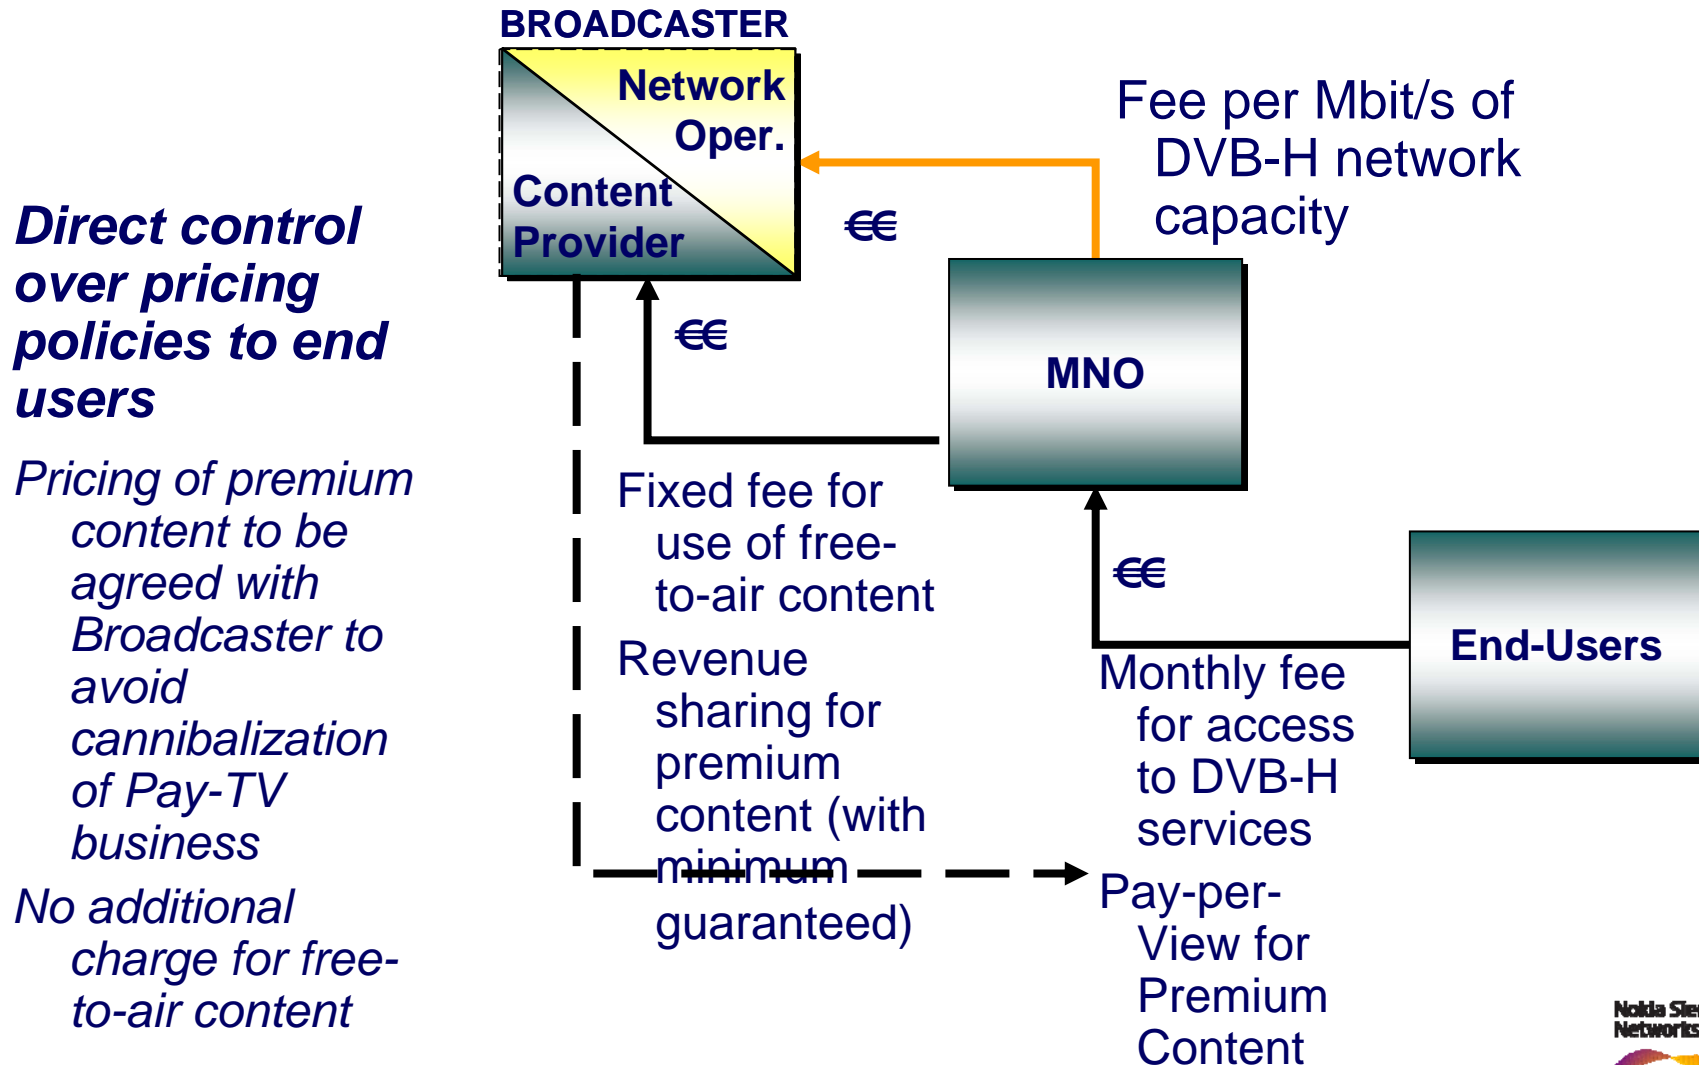 BROADCASTER
Network
Oper.
Content
Provider
€€
Fee per Mbit/s of
DVB-H network
capacity
Direct control
over pricing
policies to end
users
€€
MNO
Pricing of premium
content to be
agreed with
Broadcaster to
avoid
cannibalization
of Pay-TV
business
No additional
charge for free-
to-air content
Fixed fee for
use of free-
to-air content
Revenue
sharing for
premium
content (with
minimum
guaranteed)
€€
End-Users
Monthly fee
for access
to DVB-H
services
Pay-per-
View for
Premium
Content
Nokia
Networks